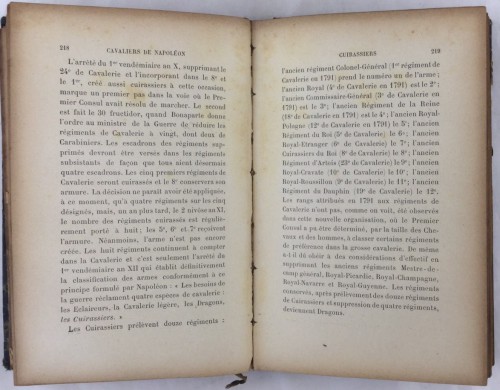 218
CAVALIERS DE NAPOLÉON
L'arrêté du 1er vendémiaire an X, supprimant le
24e de Cavalerie et l'incorporant dans le 8e et
le 1er, créé aussi cuirassiers à cette occasion,
marque un premier pas dans la voie où le Pre-
mier Consul avait résolu de marcher. Le second
est fait le 30 fructidor, quand Bonaparte donne
l'ordre au ministre de la Guerre de réduire les
régiments de Cavalerie à vingt, dont deux de
Carabiniers. Les escadrons des régiments sup-
primés devront être versés dans les régiments
subsistants de façon que tous aient désormais
quatre escadrons. Les cinq premiers régiments de
Cavalerie seront cuirassés et le 8e conservera son
armure. La décision ne paraît avoir été appliquée,
à ce moment, qu'à quatre régiments sur les cinq
désignés, mais, un an plus tard, le 2 nivôse an XI,
le nombre des régiments cuirassés est réguliè-
rement porté à huit; les 5e, 6e et 7e reçoivent
l'armure. Néanmoins, l'arme n'est pas encore
créée. Les huit régiments continuent à compter
dans la Cavalerie et c'est seulement l'arrêté du
1er vendémiaire an XII qui établit définitivement
la classification des armes conformément à ce
principe formulé par Napoléon : « Les besoins de
la guerre réclament quatre espèces de cavalerie :
les Éclaireurs, la Cavalerie légère, les Dragons,
les Cuirassiers. »
Les Cuirassiers prélèvent douze régiments :
CUIRASSIERS
219
l'ancien régiment Colonel-Général (1er régiment de
Cavalerie en 1791) prend le numéro un de l'arme;
l'ancien Royal (4e de Cavalerie) est le 2e;
l'ancien Commissaire-Général (3e de Cavalerie en
1791) est le 3e; l'ancien Régiment de la Reine
(18e de Cavalerie en 1791) est le 4e; l'ancien Royal-
Pologne (12e de Cavalerie en 1791) le 5e; l'ancien
Régiment du Roi (5e de Cavalerie) le 6e; l'ancien
Royal-Etranger (6e de Cavalerie) le 7e; l'ancien
Cuirassiers du Roi (8e de Cavalerie) le 8e; l'ancien
Régiment d'Artois (23e de Cavalerie) le 9e; l'ancien
Royal-Cravate (10e de Cavalerie) le 10e; l'ancien
Royal-Roussillon (9e de Cavalerie) le 11e; l'ancien
Régiment du Dauphin (12e de Cavalerie) le 12e.
Les rangs attribués en 1791 aux régiments de
Cavalerie n'ont pas, comme on voit, été observés
dans cette nouvelle organisation, où le Premier
Consul a pu être déterminé, par la taille des Che-
vaux et des hommes, à classer certains régiments
de préférence dans la grosse cavalerie. De même
a-t-il dû obéir à des considérations d'effectif en
supprimant les anciens régiments Mestre-de-
camp général, Royal-Picardie, Royal-Champagne,
Royal-Navarre et Royal-Guyenne. Les régiments
conservés, après prélèvement des douze régiments
de Cuirassiers et suppression de quatre régiments,
deviennent Dragons.